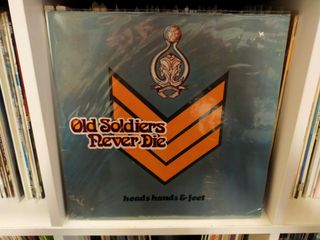 Old Soldiers
Never Die
heads hands & feet